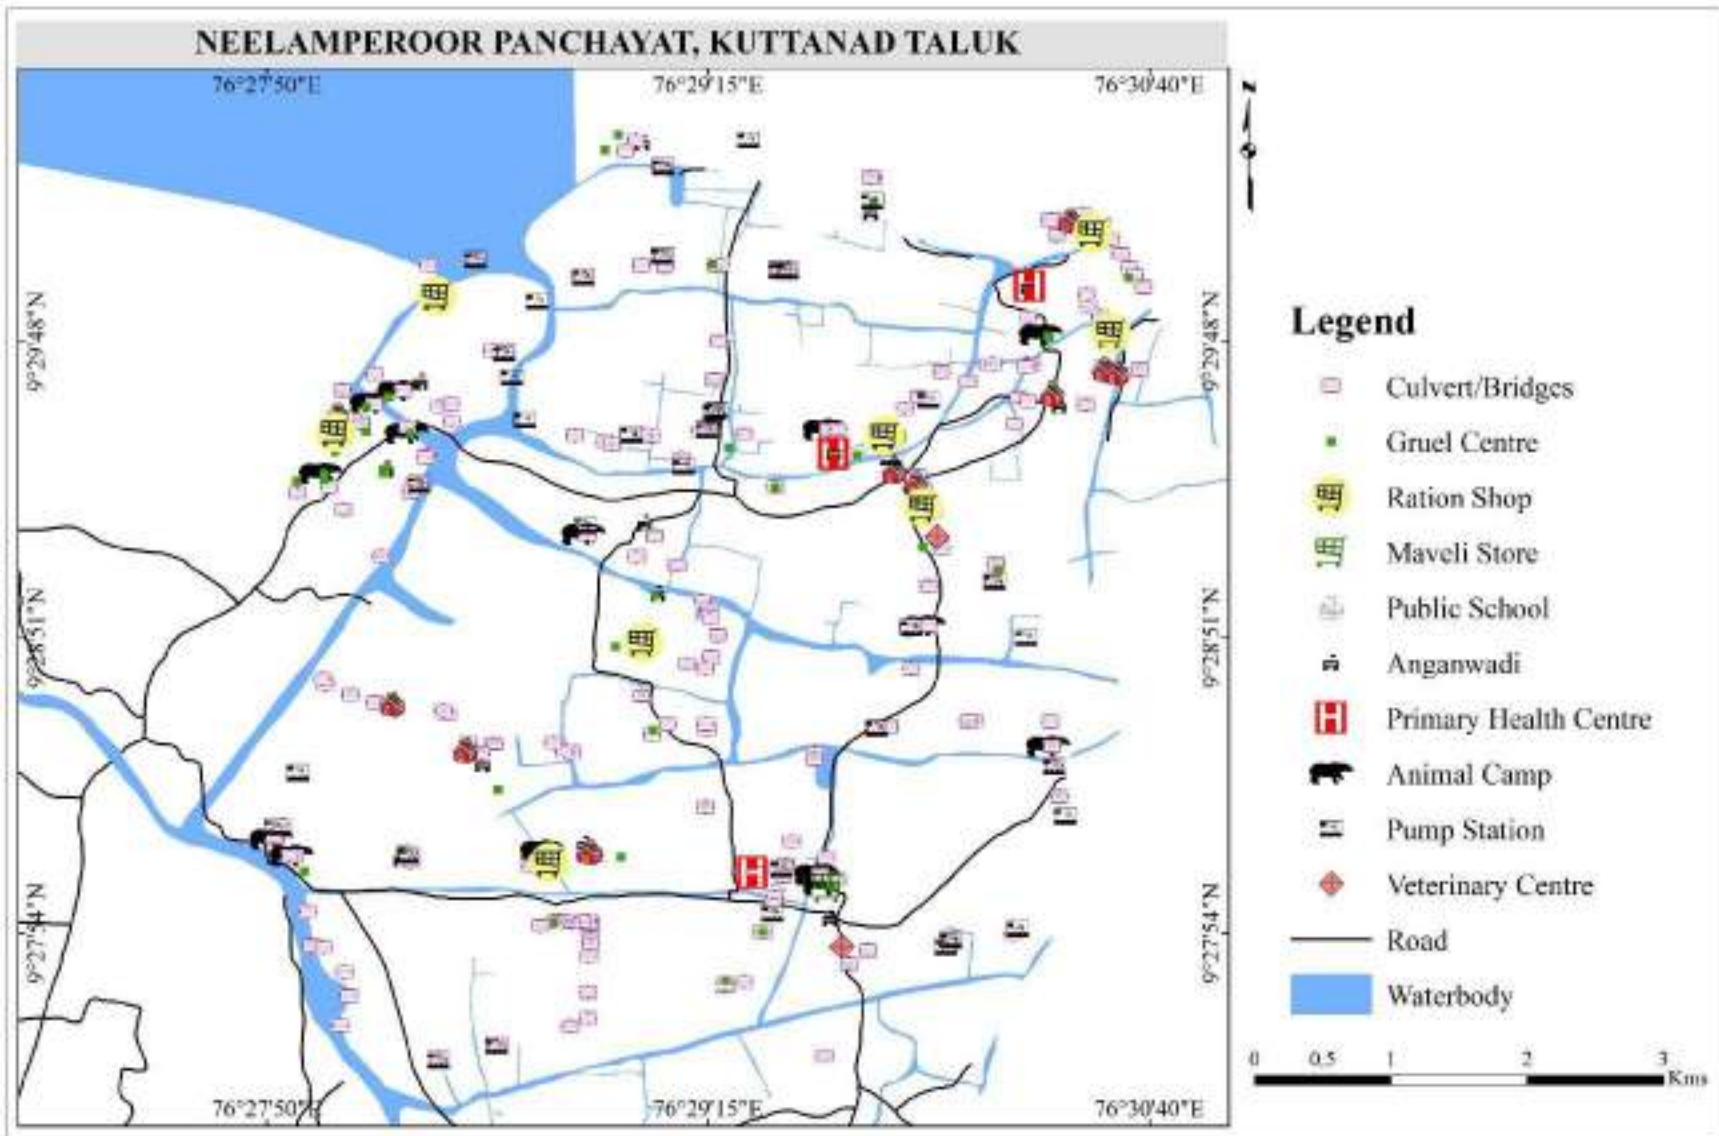 NEELAMPEROOR PANCHAYAT, KUTTANAD TALUK
76°27'50"E 76°29'15"E 76°30'40"E
N
9°29'48"N 9°29'48"N
9°28'51"N 9°28'51"N
9°27'54"N 9°27'54"N
76°27'50"E 76°29'15"E 76°30'40"E
Legend
Culvert/Bridges
Gruel Centre
Ration Shop
Maveli Store
Public School
Anganwadi
H Primary Health Centre
Animal Camp
Pump Station
Veterinary Centre
Road
Waterbody
0 0.5 1 2 3
Kms
H
H
H